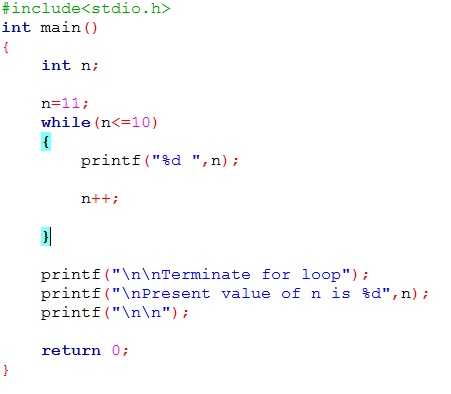 #include<stdio.h>
int main()
{
    int n;
    n=11;
    while(n<=10)
    {
        printf("%d ",n);
        n++;
    }
    printf("\n\nTerminate for loop");
    printf("\nPresent value of n is %d",n);
    printf("\n\n");
    return 0;
}